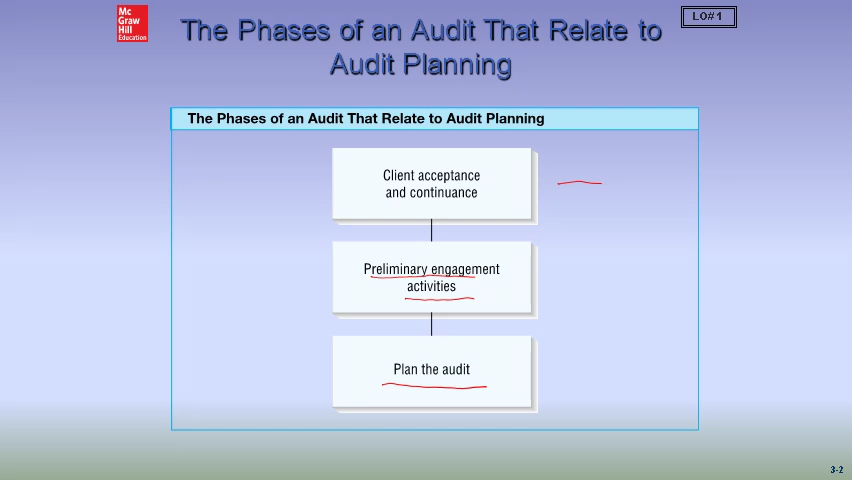 Mc
Graw
Hill
Education
LO# 1
The Phases of an Audit That Relate to
Audit Planning
The Phases of an Audit That Relate to Audit Planning
Client acceptance
and continuance
Preliminary engagement
activities
Plan the audit
3-2